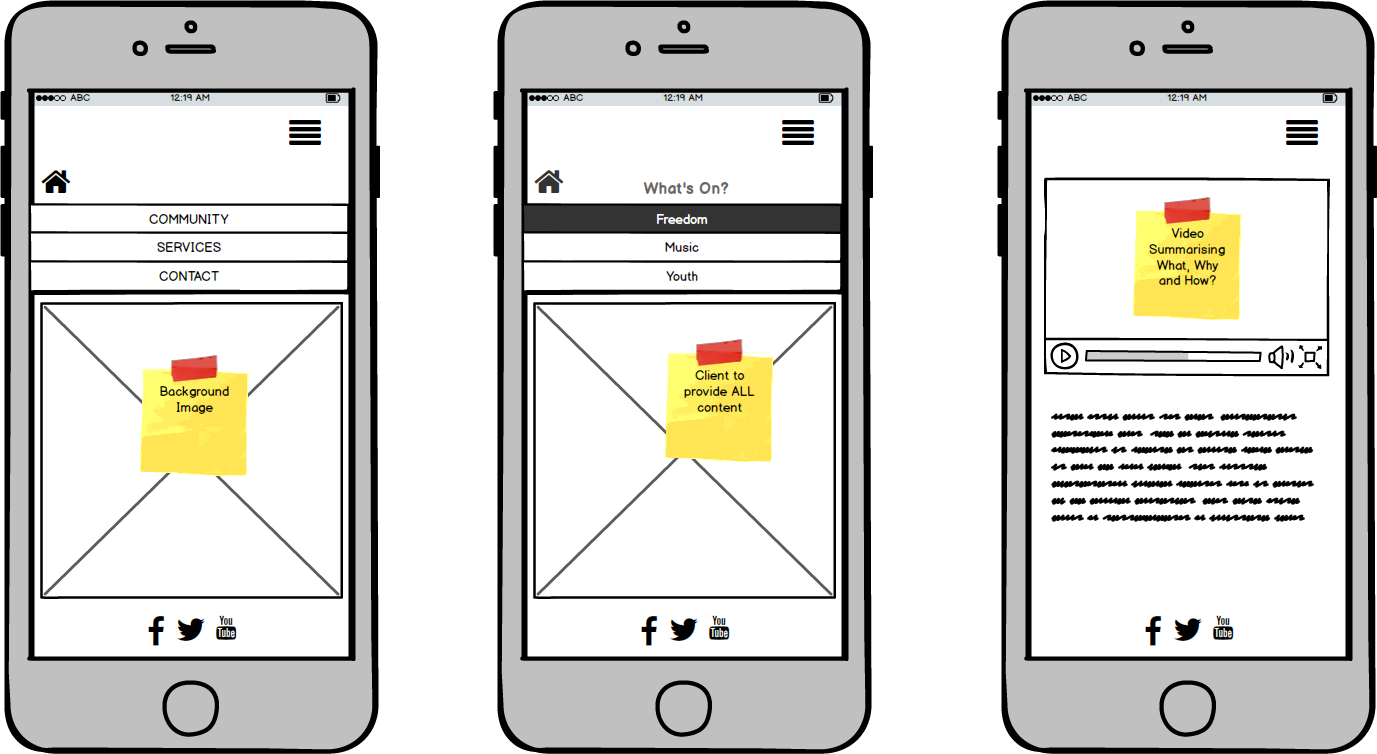 ABC 12:19 AM
COMMUNITY
SERVICES
CONTACT
Background
Image
You
Tube
ABC 12:19 AM
What's On?
Freedom
Music
Youth
Client to
provide ALL
content
You
Tube
ABC 12:19 AM
Video
Summarising
What, Why
and How?
You
Tube